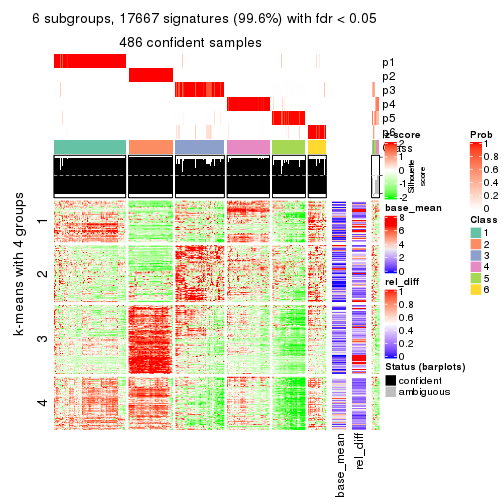 6 subgroups, 17667 signatures (99.6%) with fdr < 0.05
486 confident samples
p1
p2
p3
p4
p5
p6
Class
z-score
2
1
0
-1
-2
Silhouette
score
Prob
1
0.8
0.6
0.4
0.2
0
base_mean
8
6
4
2
0
Class
1
2
3
4
5
6
rel_diff
1
0.8
0.6
0.4
0.2
0
Status (barplots)
confident
ambiguous
k-means with 4 groups
1
2
3
4
base_mean
rel_diff